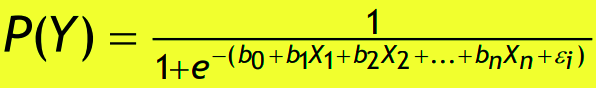 P(Y) = 1 / 1+e^−(b0+b1X1+b2X2+...+bnXn+εi)